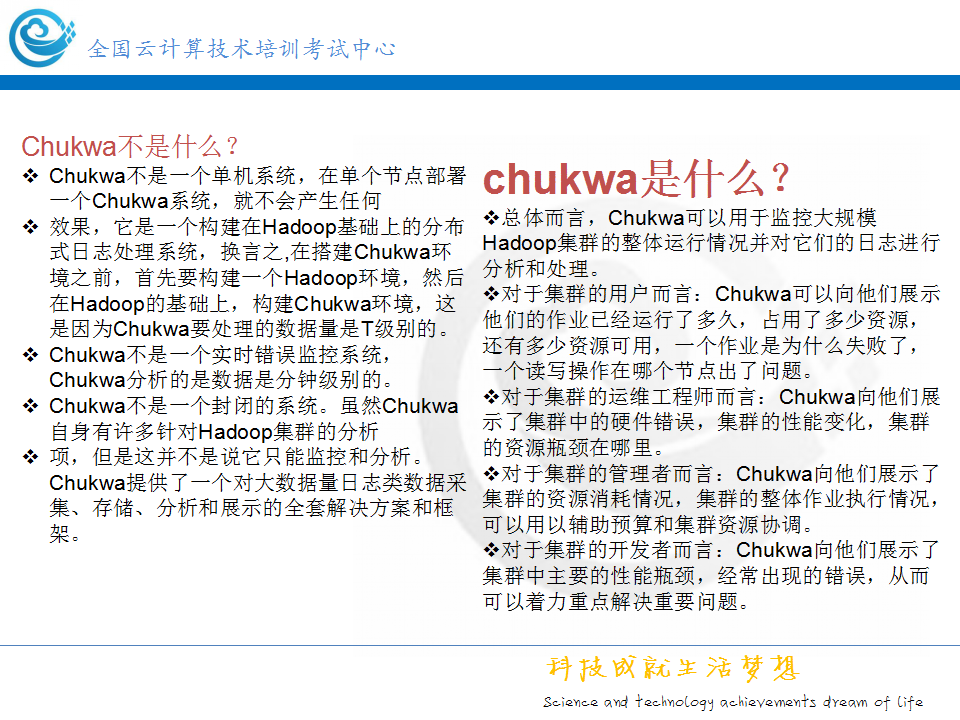 全国云计算技术培训考试中心
Chukwa不是什么?
❖ Chukwa不是一个单机系统，在单个节点部署
一个Chukwa系统，就不会产生任何
❖ 效果，它是一个构建在Hadoop基础上的分布
式日志处理系统，换言之,在搭建Chukwa环
境之前，首先要构建一个Hadoop环境，然后
在Hadoop的基础上，构建Chukwa环境，这
是因为Chukwa要处理的数据量是T级别的。
❖ Chukwa不是一个实时错误监控系统，
Chukwa分析的是数据是分钟级别的。
❖ Chukwa不是一个封闭的系统。虽然Chukwa
自身有许多针对Hadoop集群的分析
❖ 项，但是这并不是说它只能监控和分析。
Chukwa提供了一个对大数据量日志类数据采
集、存储、分析和展示的全套解决方案和框
架。
chukwa是什么?
❖总体而言，Chukwa可以用于监控大规模
Hadoop集群的整体运行情况并对它们的日志进行
分析和处理。
❖对于集群的用户而言：Chukwa可以向他们展示
他们的作业已经运行了多久，占用了多少资源，
还有多少资源可用，一个作业是为什么失败了，
一个读写操作在哪个节点出了问题。
❖对于集群的运维工程师而言：Chukwa向他们展
示了集群中的硬件错误，集群的性能变化，集群
的资源瓶颈在哪里。
❖对于集群的管理者而言：Chukwa向他们展示了
集群的资源消耗情况，集群的整体作业执行情况，
可以用以辅助预算和集群资源协调。
❖对于集群的开发者而言：Chukwa向他们展示了
集群中主要的性能瓶颈，经常出现的错误，从而
可以着力重点解决重要问题。
科技成就生活梦想
Science and technology achievements dream of life